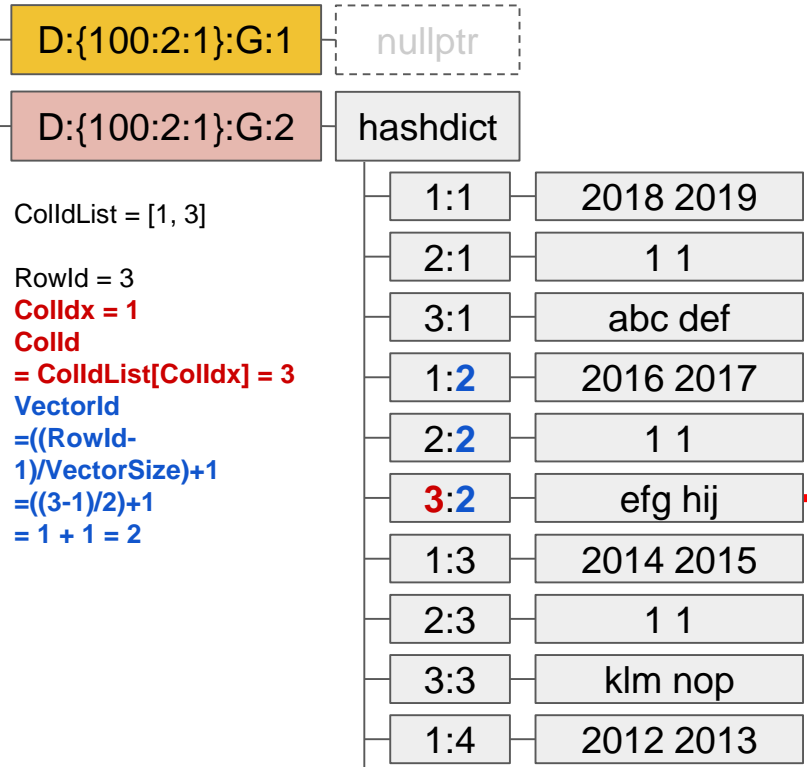 D:{100:2:1}:G:1 nullptr
D:{100:2:1}:G:2 hashdict
ColIdList = [1, 3]
RowId = 3
ColIdx = 1
ColId
= ColIdList[ColIdx] = 3
VectorId
=((RowId-
1)/VectorSize)+1
=((3-1)/2)+1
= 1 + 1 = 2
1:1 2018 2019
2:1 1 1
3:1 abc def
1:2 2016 2017
2:2 1 1
3:2 efg hij
1:3 2014 2015
2:3 1 1
3:3 klm nop
1:4 2012 2013